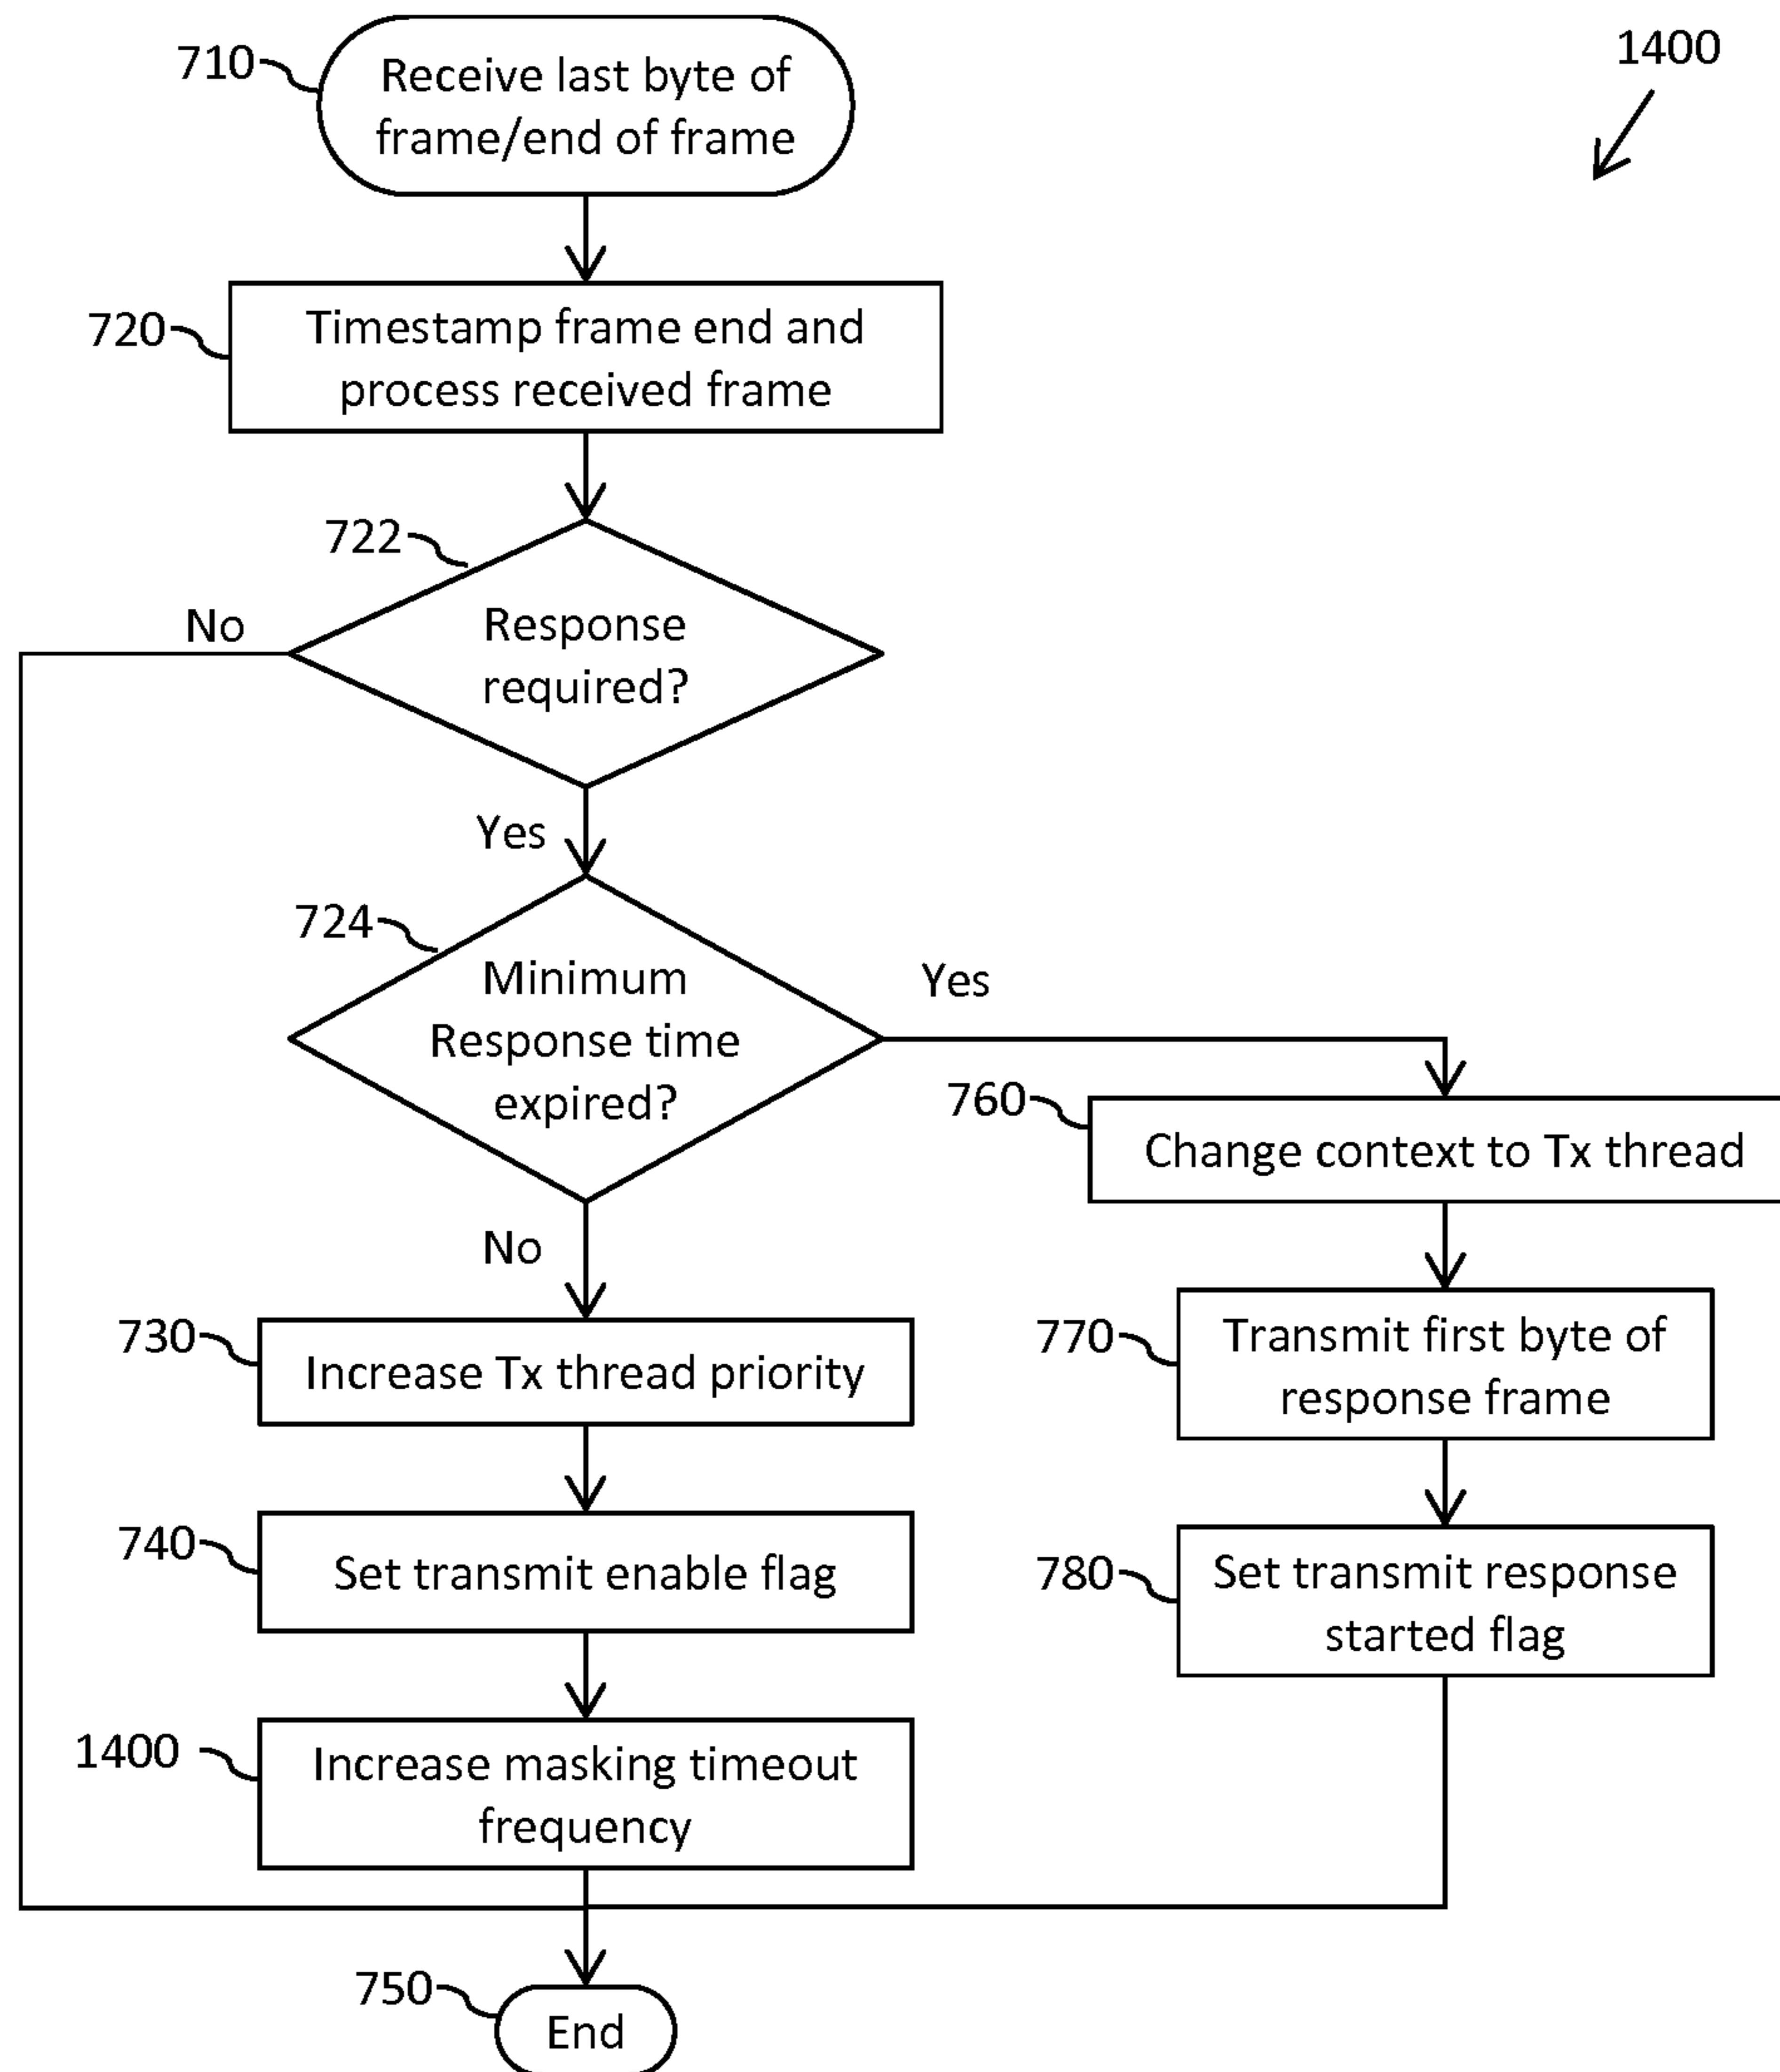 1400
710
Receive last byte of
frame/end of frame
720
Timestamp frame end and
process received frame
722
No
Response
required?
Yes
724
Minimum
Response time
expired?
Yes
760
Change context to Tx thread
No
730
Increase Tx thread priority
770
Transmit first byte of
response frame
740
Set transmit enable flag
780
Set transmit response
started flag
1400
Increase masking timeout
frequency
750
End